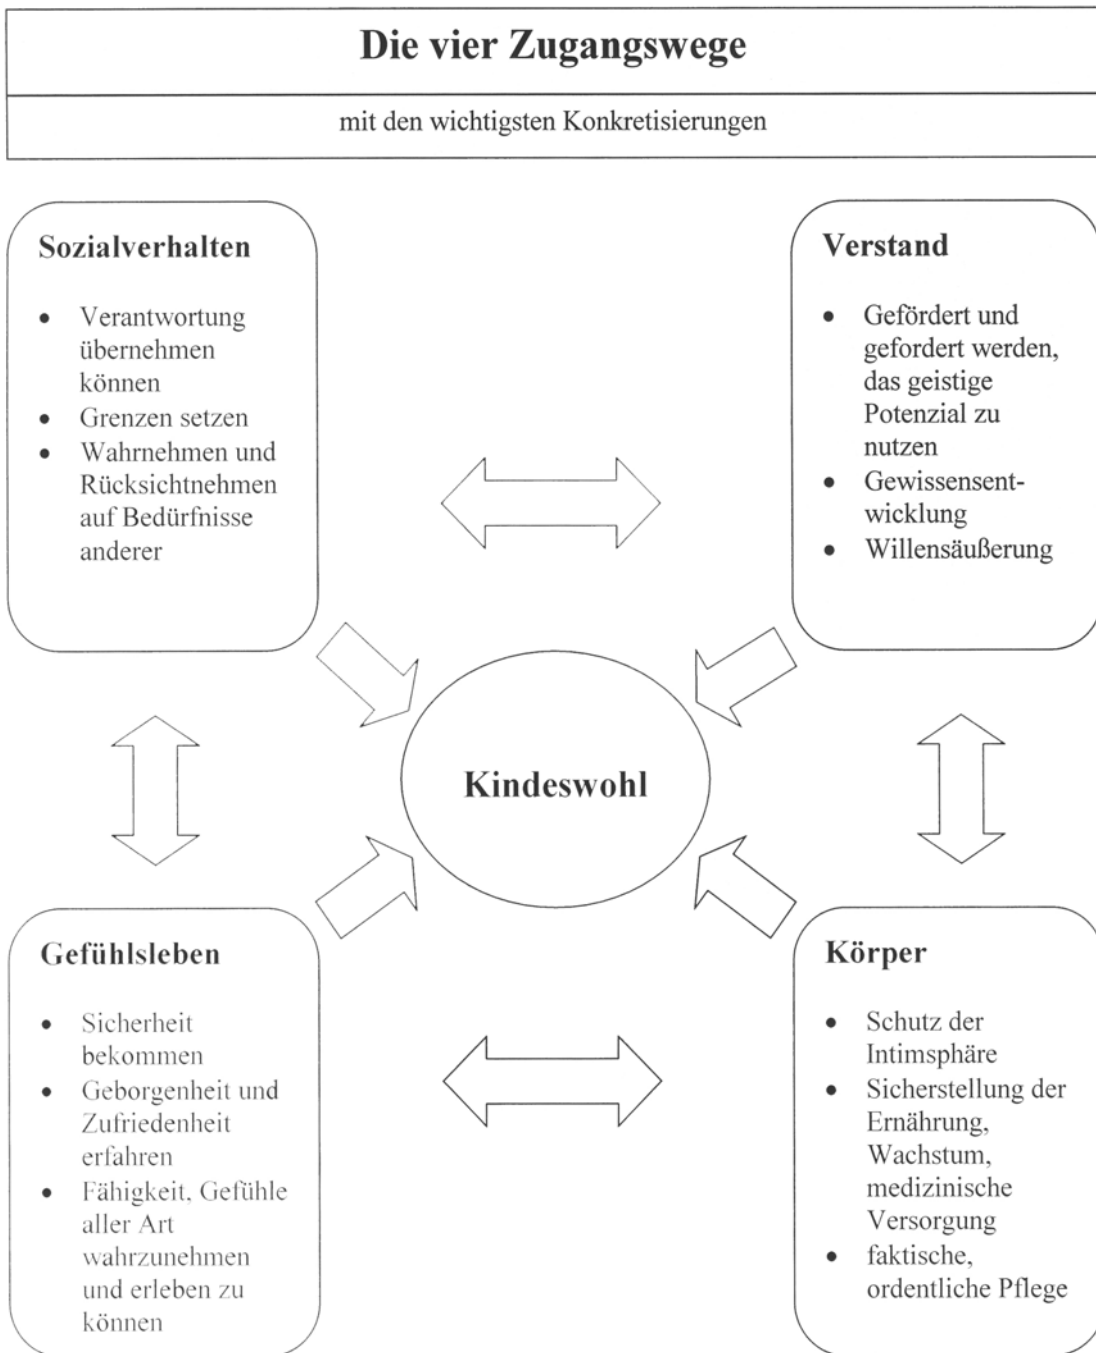 Die vier Zugangswege
mit den wichtigsten Konkretisierungen
Sozialverhalten
• Verantwortung
übernehmen
können
• Grenzen setzen
• Wahrnehmen und
Rücksichtnehmen
auf Bedürfnisse
anderer
Verstand
• Gefördert und
gefordert werden,
das geistige
Potenzial zu
nutzen
• Gewissensent-
wicklung
• Willensäußerung
Kindeswohl
Gefühlsleben
• Sicherheit
bekommen
• Geborgenheit und
Zufriedenheit
erfahren
• Fähigkeit, Gefühle
aller Art
wahrzunehmen
und erleben zu
können
Körper
• Schutz der
Intimsphäre
• Sicherstellung der
Ernährung,
Wachstum,
medizinische
Versorgung
• faktische,
ordentliche Pflege